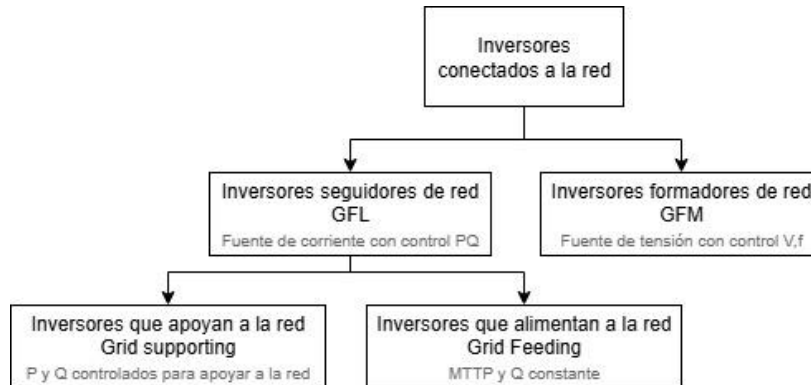 Inversores
conectados a la red
Inversores seguidores de red
GFL
Fuente de corriente con control PQ
Inversores formadores de red
GFM
Fuente de tensión con control V,f
Inversores que apoyan a la red
Grid supporting
P y Q controlados para apoyar a la red
Inversores que alimentan a la red
Grid Feeding
MTTP y Q constante